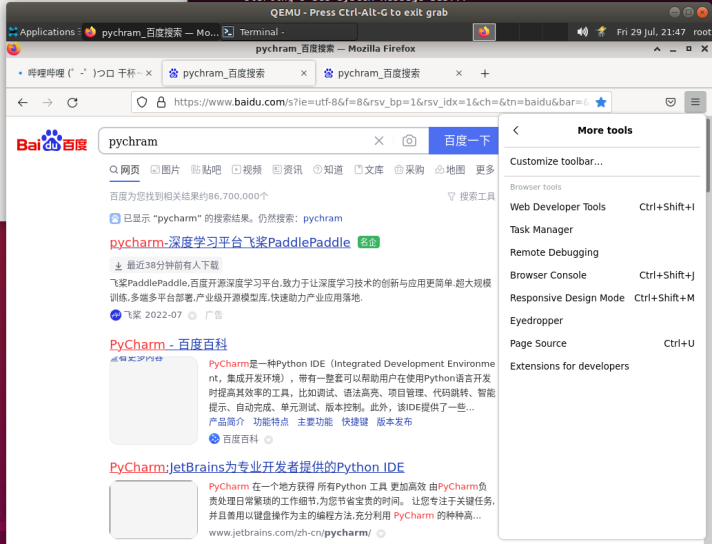 QEMU - Press Ctrl-Alt-G to exit grab
Applications
pychram_百度搜索 — Mo...
Terminal -
Fri 29 Jul, 21:47
root
pychram_百度搜索 — Mozilla Firefox
哔哩哔哩 (゜-゜)つロ 干杯~
pychram_百度搜索
pychram_百度搜索
https://www.baidu.com/s?ie=utf-8&f=8&rsv_bp=1&rsv_idx=1&ch=&tn=baidu&bar=&
Bai du 百度
pychram
百度一下
网页 图片 贴吧 视频 资讯 知道 文库 采购 地图 更多
百度为您找到相关结果约86,700,000个
搜索工具
已显示 “pycharm” 的搜索结果。仍然搜索: pychram
pycharm-深度学习平台飞桨PaddlePaddle 名企
最近38分钟前有人下载
飞桨PaddlePaddle,百度开源深度学习平台,致力于让深度学习技术的创新与应用更简单.超大规模
训练,多端多平台部署,产业级开源模型库,快速助力产业应用落地.
飞桨 2022-07 广告
PyCharm - 百度百科
查看更多内容
PyCharm是一种Python IDE（Integrated Development Environme
nt，集成开发环境），带有一整套可以帮助用户在使用Python语言开发
时提高其效率的工具，比如调试、语法高亮、项目管理、代码跳转、智能
提示、自动完成、单元测试、版本控制。此外，该IDE提供了一些...
产品简介 功能特点 主要功能 快捷键 版本发布
百度百科
PyCharm:JetBrains为专业开发者提供的Python IDE
PyCharm 在一个地方获得 所有Python 工具 更加高效 由PyCharm负
责处理日常繁琐的工作细节,为您节省宝贵的时间。 让您专注于关键任务,
并且善用以键盘操作为主的编程方法,充分利用 PyCharm 的种种高...
www.jetbrains.com/zh-cn/pycharm/
More tools
Customize toolbar...
Browser tools
Web Developer Tools Ctrl+Shift+I
Task Manager
Remote Debugging
Browser Console Ctrl+Shift+J
Responsive Design Mode Ctrl+Shift+M
Eyedropper
Page Source Ctrl+U
Extensions for developers